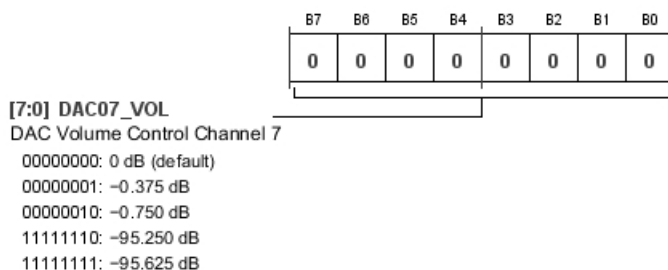 B7 B6 B5 B4 B3 B2 B1 B0
0 0 0 0 0 0 0 0
[7:0] DAC07_VOL
DAC Volume Control Channel 7
00000000: 0 dB (default)
00000001: −0.375 dB
00000010: −0.750 dB
11111110: −95.250 dB
11111111: −95.625 dB